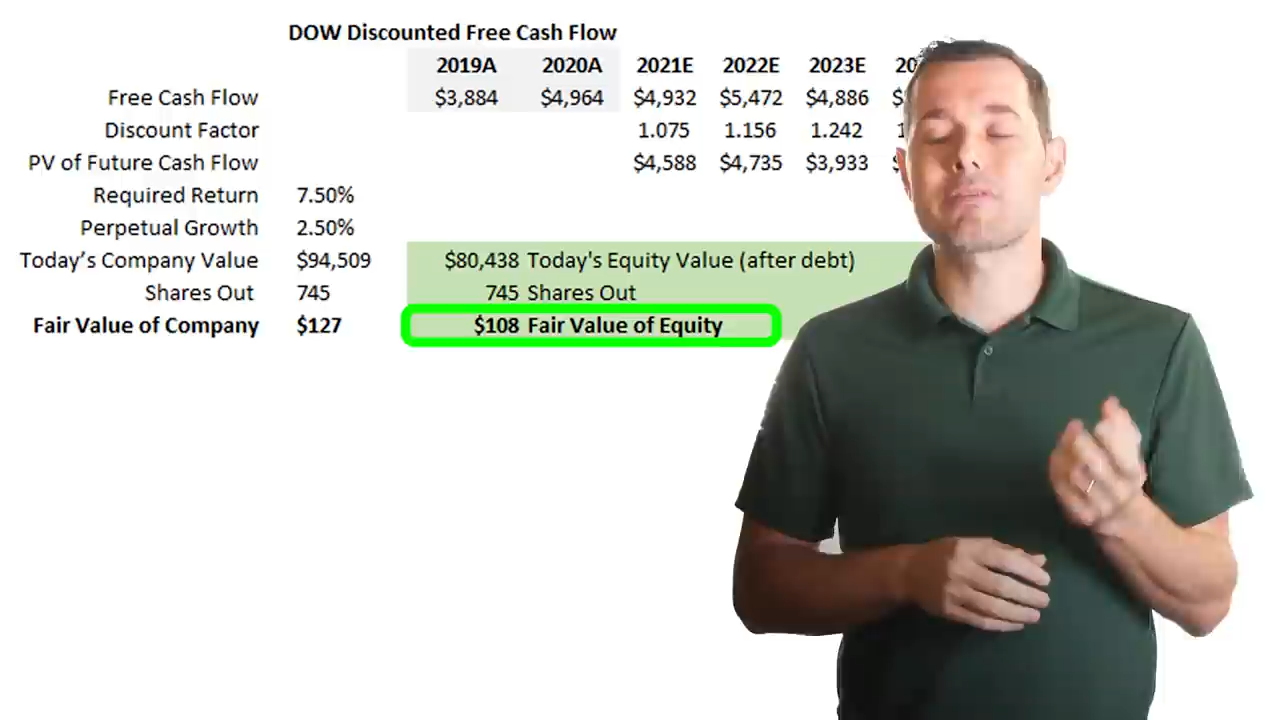 DOW Discounted Free Cash Flow
2019A 2020A 2021E 2022E 2023E
Free Cash Flow $3,884 $4,964 $4,932 $5,472 $4,886
Discount Factor 1.075 1.156 1.242
PV of Future Cash Flow $4,588 $4,735 $3,933
Required Return 7.50%
Perpetual Growth 2.50%
Today's Company Value $94,509 $80,438 Today's Equity Value (after debt)
Shares Out 745 745 Shares Out
Fair Value of Company $127 $108 Fair Value of Equity